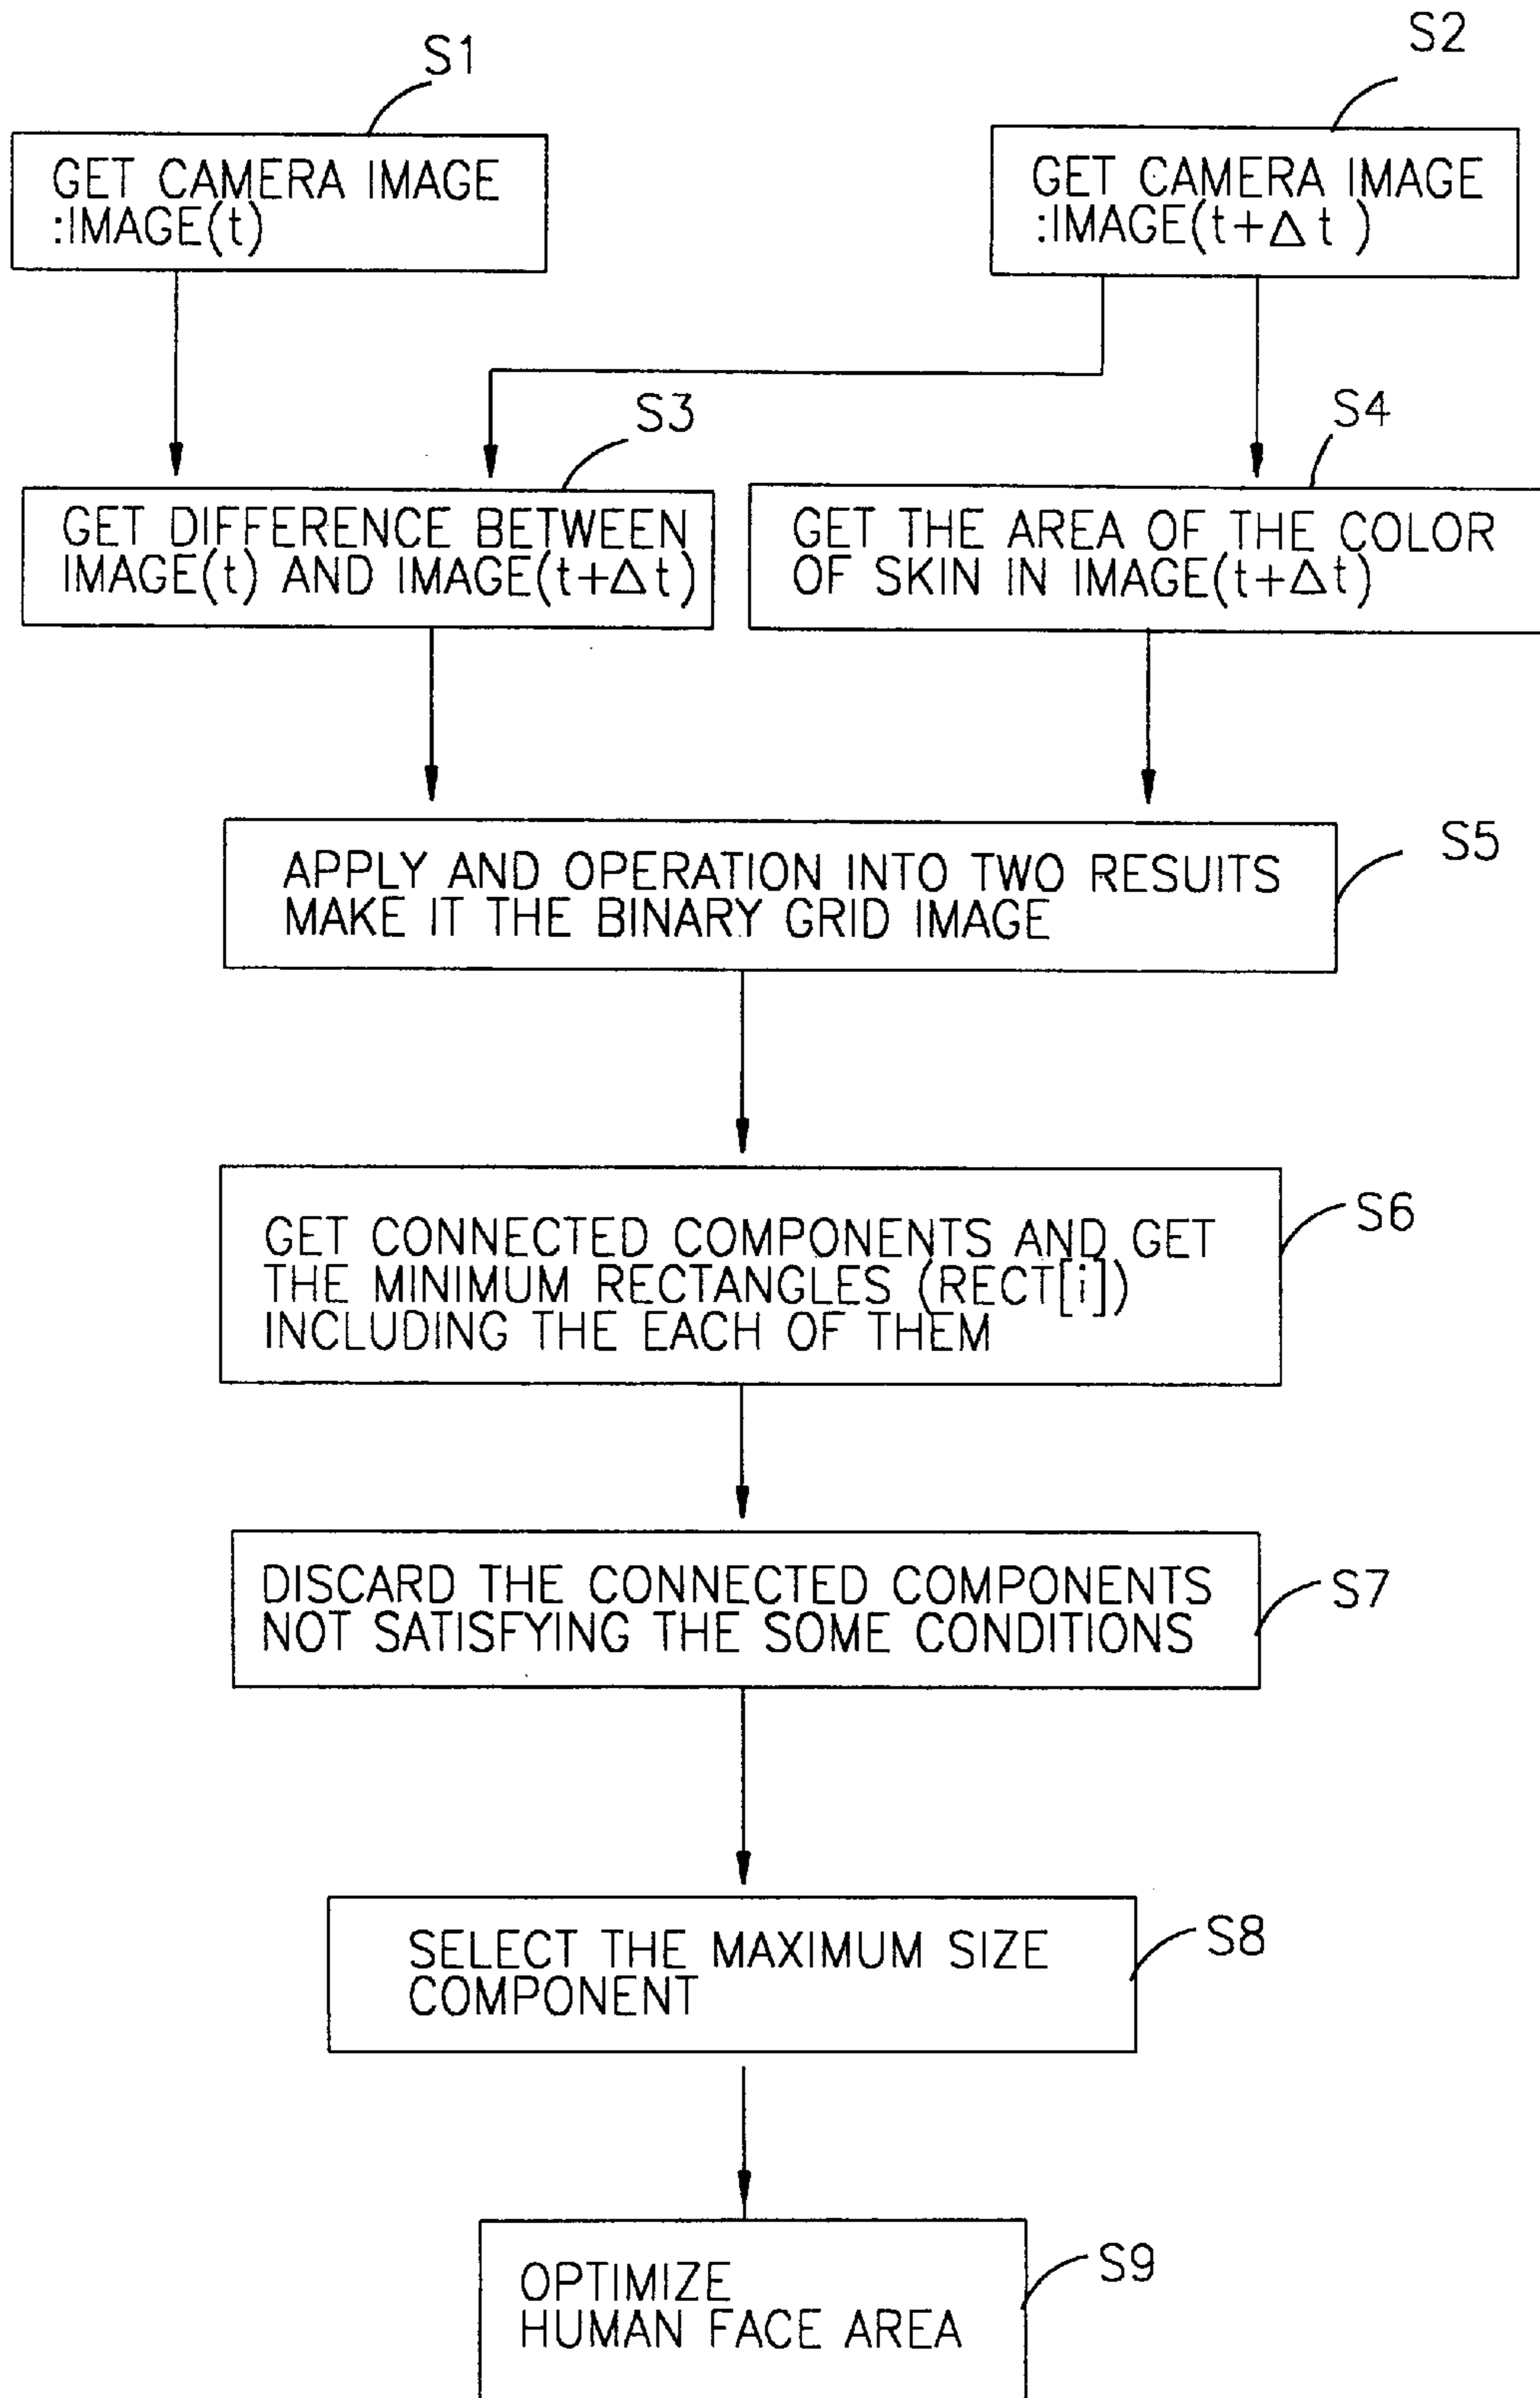 S1
S2
GET CAMERA IMAGE
:IMAGE(t)
GET CAMERA IMAGE
:IMAGE(t+Δt )
S3
S4
GET DIFFERENCE BETWEEN
IMAGE(t) AND IMAGE(t+Δt)
GET THE AREA OF THE COLOR
OF SKIN IN IMAGE(t+Δt)
S5
APPLY AND OPERATION INTO TWO RESUITS
MAKE IT THE BINARY GRID IMAGE
S6
GET CONNECTED COMPONENTS AND GET
THE MINIMUM RECTANGLES (RECT[i])
INCLUDING THE EACH OF THEM
S7
DISCARD THE CONNECTED COMPONENTS
NOT SATISFYING THE SOME CONDITIONS
S8
SELECT THE MAXIMUM SIZE
COMPONENT
S9
OPTIMIZE
HUMAN FACE AREA